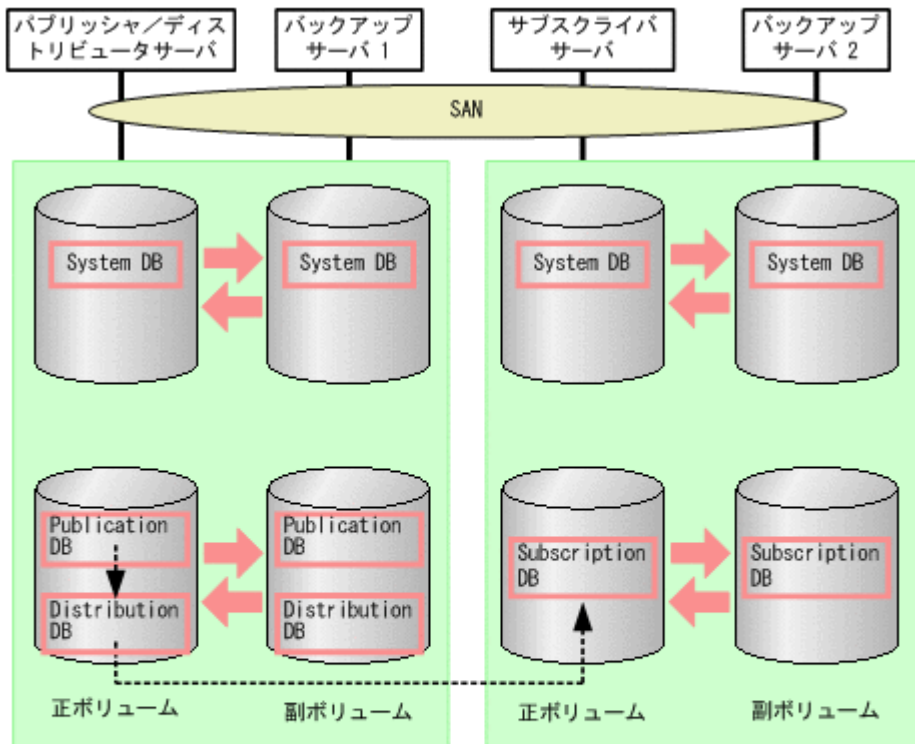 パブリッシャ／ディス
トリビュータサーバ
バックアップ
サーバ 1
サブスクライバ
サーバ
バックアップ
サーバ 2
SAN
System DB
System DB
System DB
System DB
Publication
DB
Distribution
DB
Publication
DB
Distribution
DB
Subscription
DB
Subscription
DB
正ボリューム
副ボリューム
正ボリューム
副ボリューム